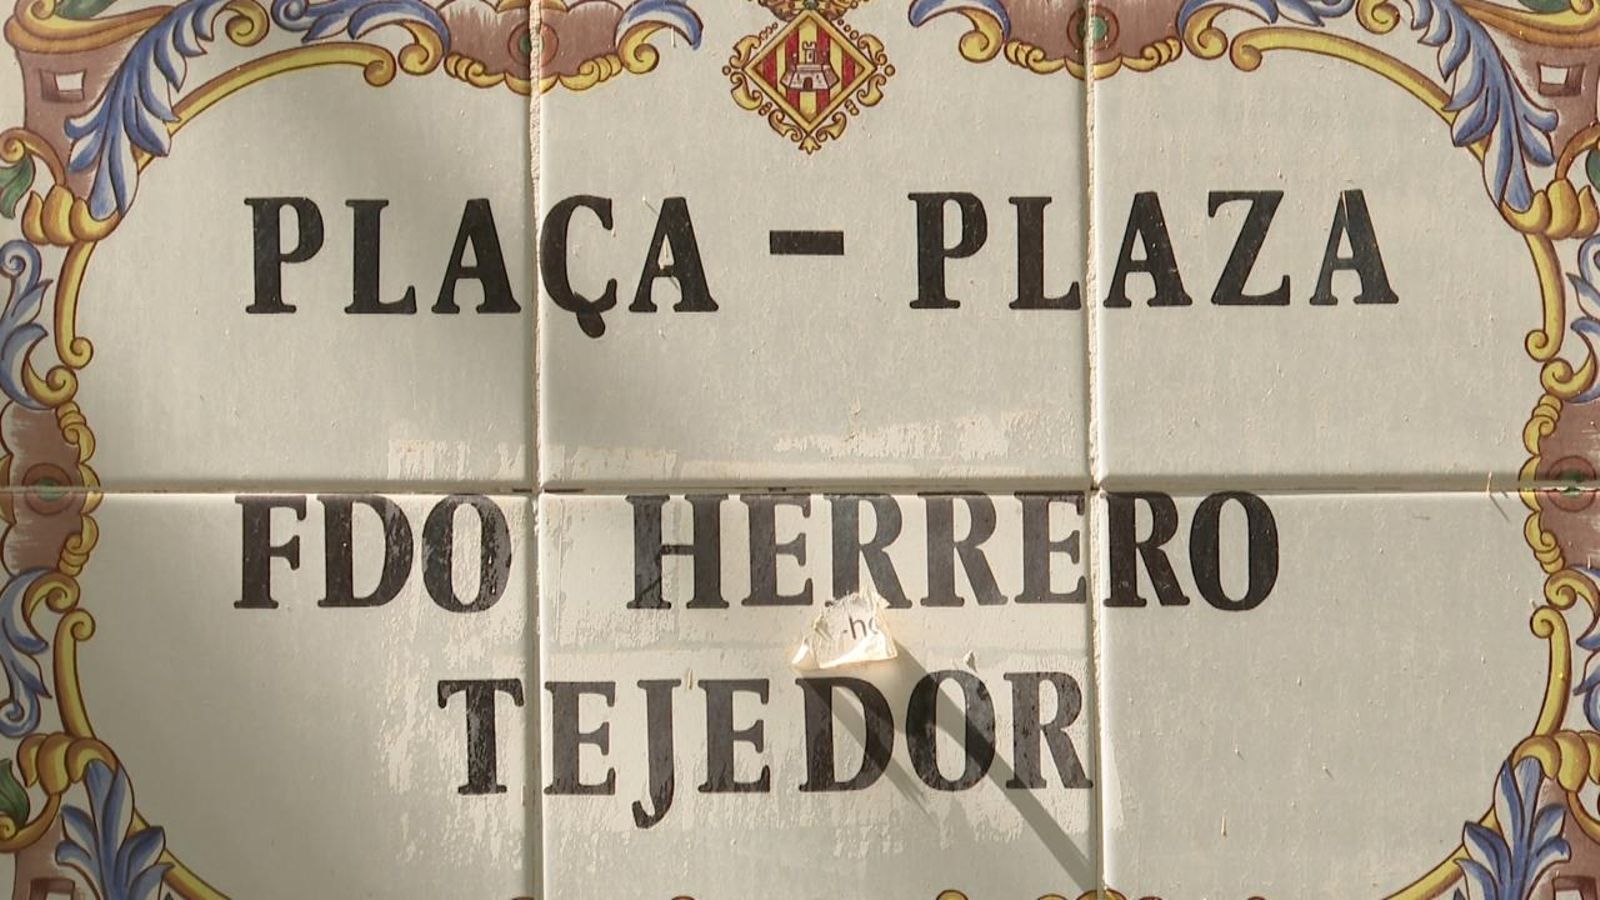 PLAÇA - PLAZA
FDO HERRERO
TEJEDOR